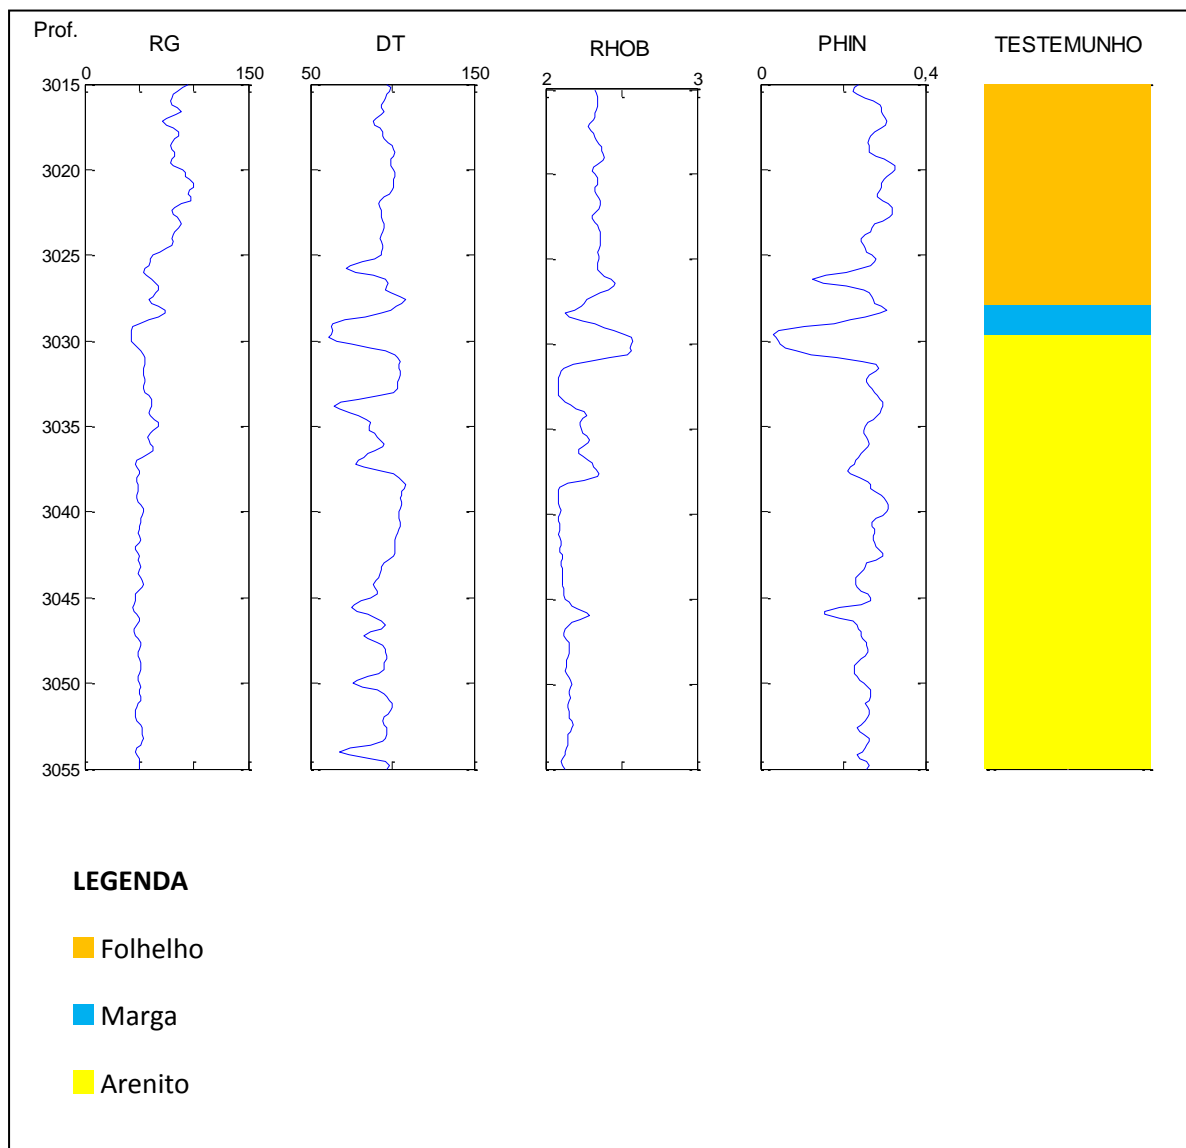 Prof.
RG
DT
RHOB
PHIN
TESTEMUNHO
0 150
50 150
2 3
0 0,4
3015
3020
3025
3030
3035
3040
3045
3050
3055
LEGENDA
Folhelho
Marga
Arenito